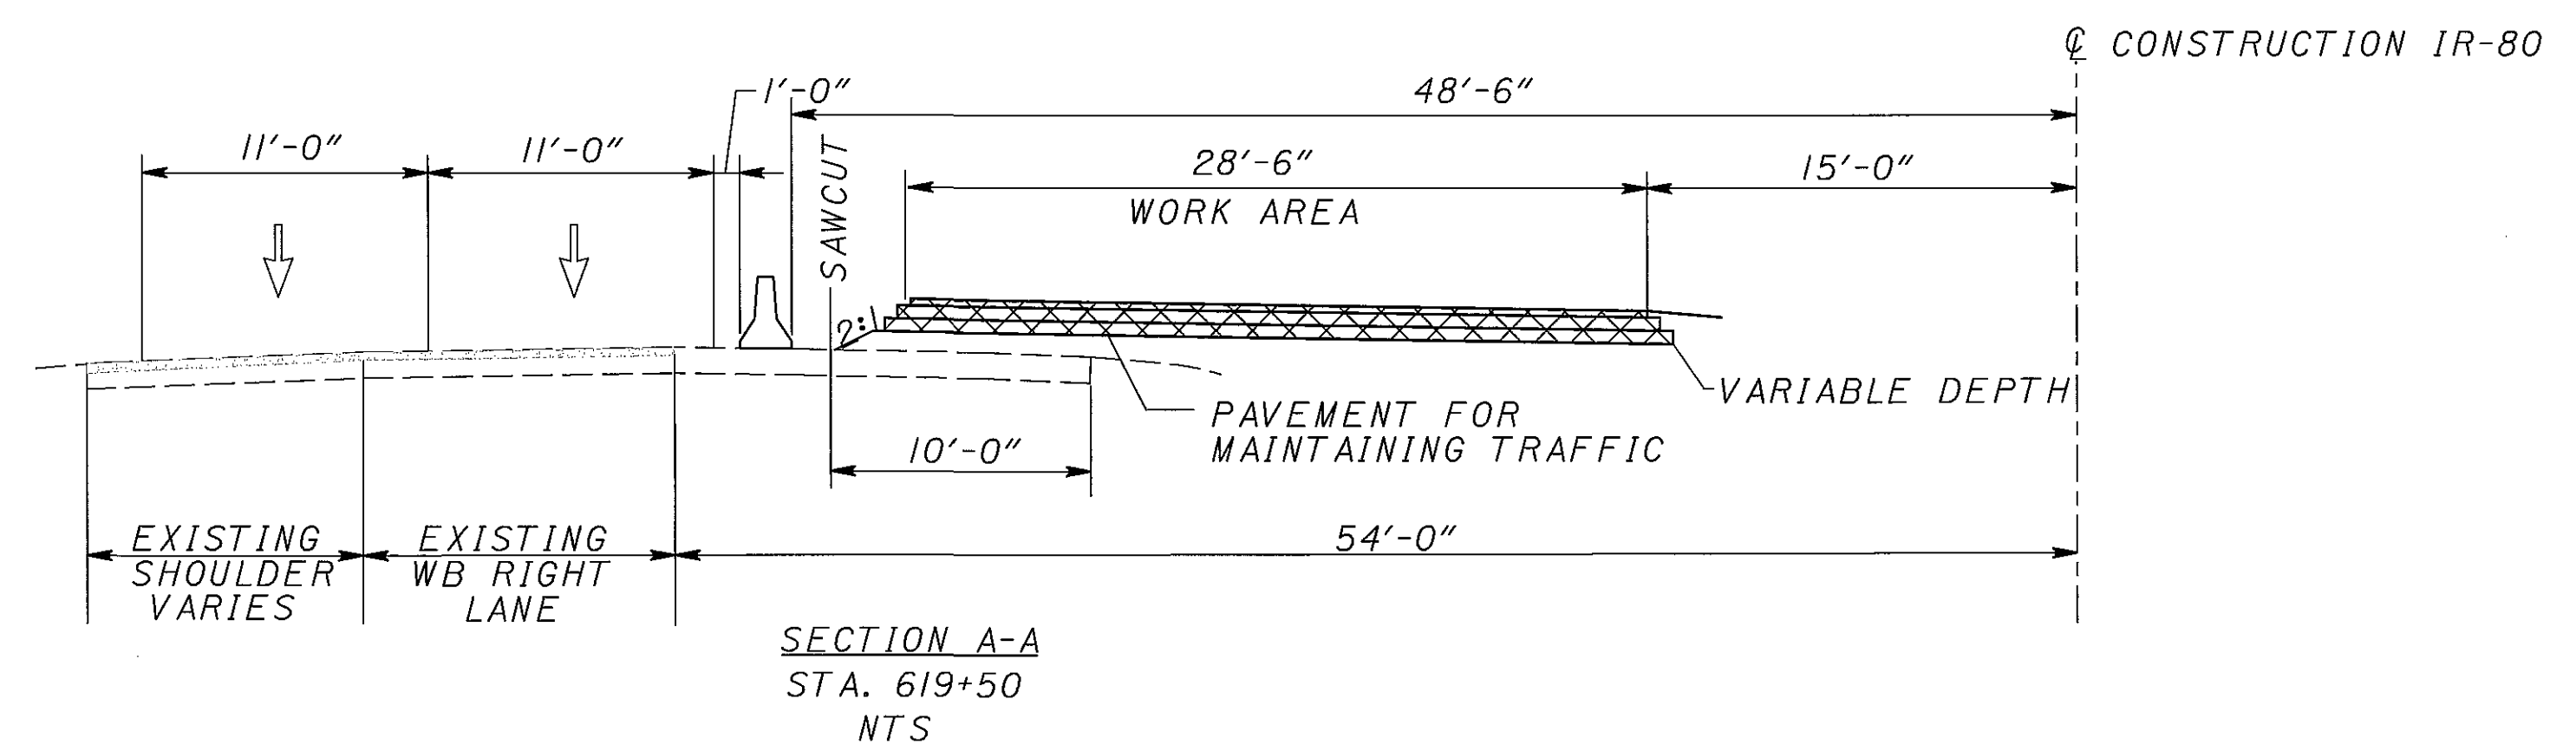 ℄ CONSTRUCTION IR-80
1'-0"
48'-6"
11'-0"
11'-0"
28'-6"
15'-0"
WORK AREA
SAWCUT
2:1
VARIABLE DEPTH
PAVEMENT FOR
MAINTAINING TRAFFIC
10'-0"
54'-0"
EXISTING
SHOULDER
VARIES
EXISTING
WB RIGHT
LANE
SECTION A-A
STA. 619+50
NTS